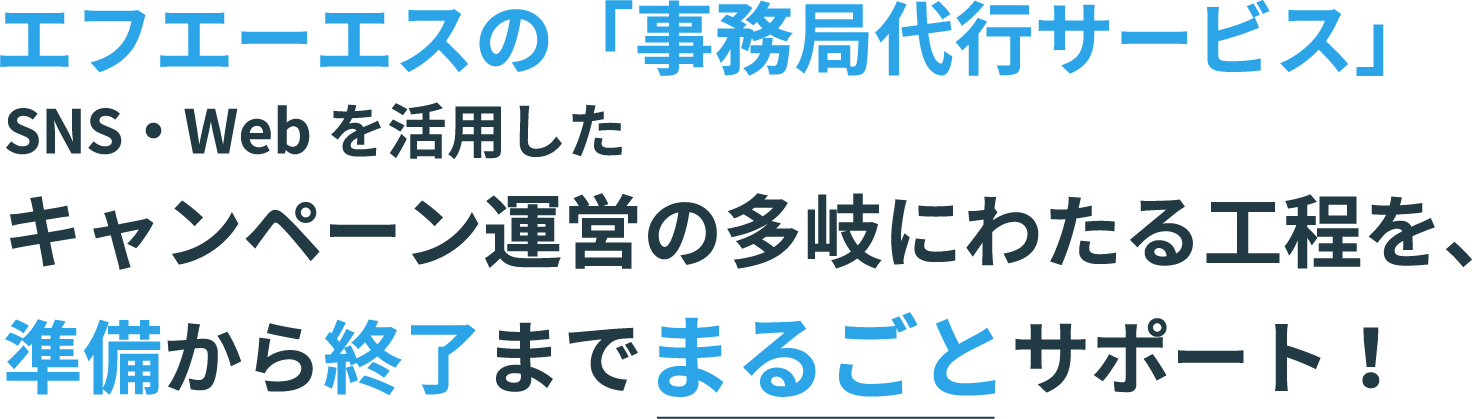 エフエーエスの「事務局代行サービス」
SNS・Web を活用した
キャンペーン運営の多岐にわたる工程を、
準備から終了までまるごとサポート！